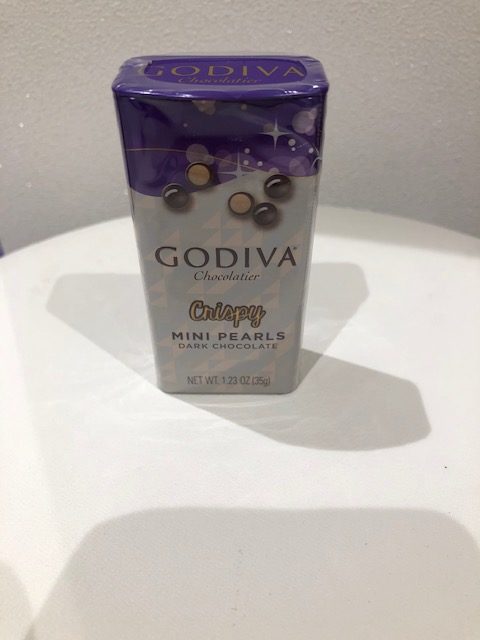 GODIVA
Chocolatier
GODIVA®
Chocolatier
Crispy
MINI PEARLS
DARK CHOCOLATE
NET WT. 1.23 OZ (35g)